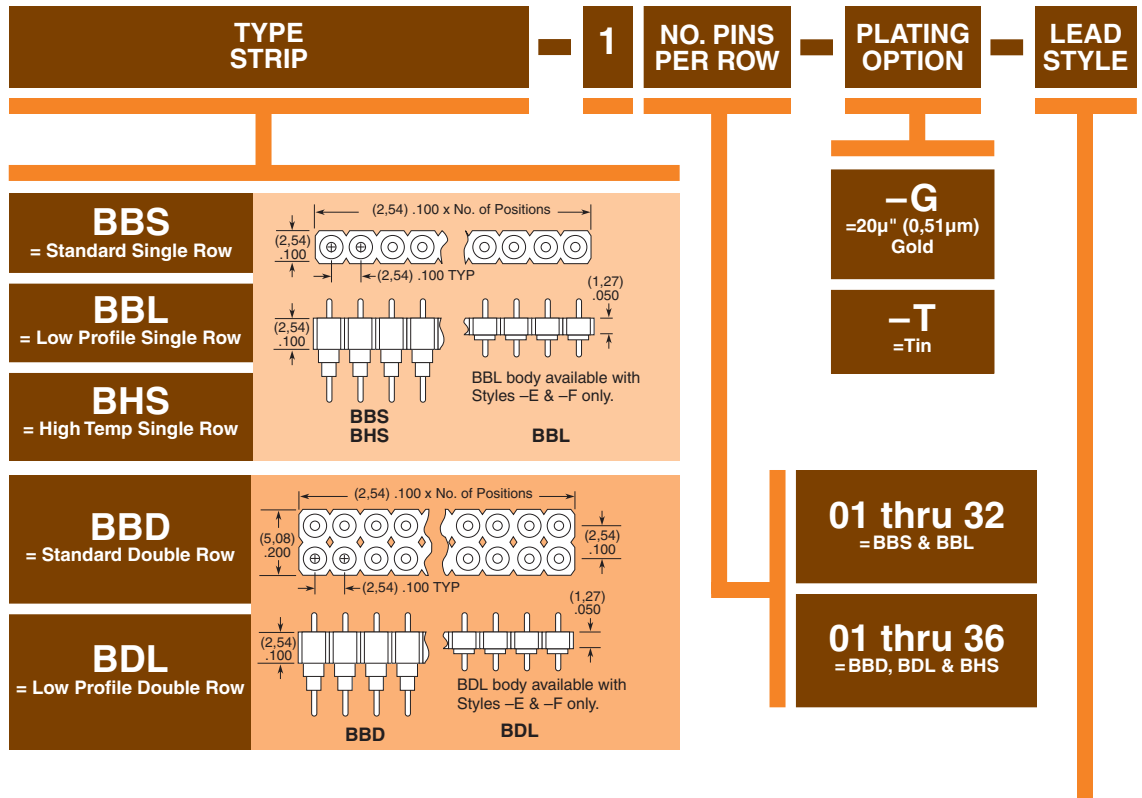 TYPE
STRIP
1
NO. PINS
PER ROW
PLATING
OPTION
LEAD
STYLE
–G
=20µ" (0,51µm)
Gold
–T
=Tin
BBS
= Standard Single Row
BBL
= Low Profile Single Row
BHS
= High Temp Single Row
(2,54) .100 x No. of Positions
(2,54)
.100
(2,54) .100 TYP
(1,27)
.050
(2,54)
.100
BBL body available with
Styles –E & –F only.
BBS
BHS
BBL
BBD
= Standard Double Row
BDL
= Low Profile Double Row
(2,54) .100 x No. of Positions
(5,08)
.200
(2,54)
.100
(2,54) .100 TYP
(1,27)
.050
(2,54)
.100
BDL body available with
Styles –E & –F only.
BBD
BDL
01 thru 32
=BBS & BBL
01 thru 36
=BBD, BDL & BHS